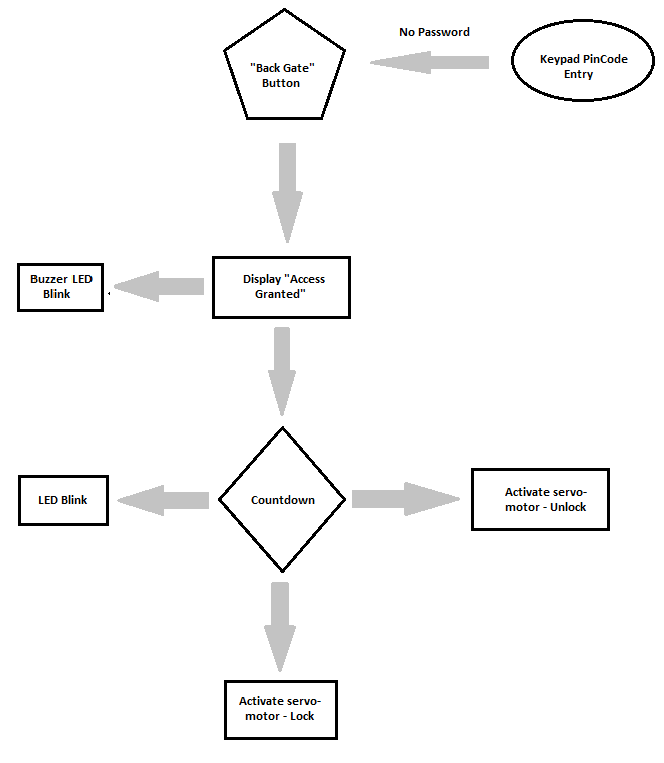 No Password
"Back Gate"
Button
Keypad PinCode
Entry
Buzzer LED
Blink
Display "Access
Granted"
LED Blink
Countdown
Activate servo-
motor - Unlock
Activate servo-
motor - Lock